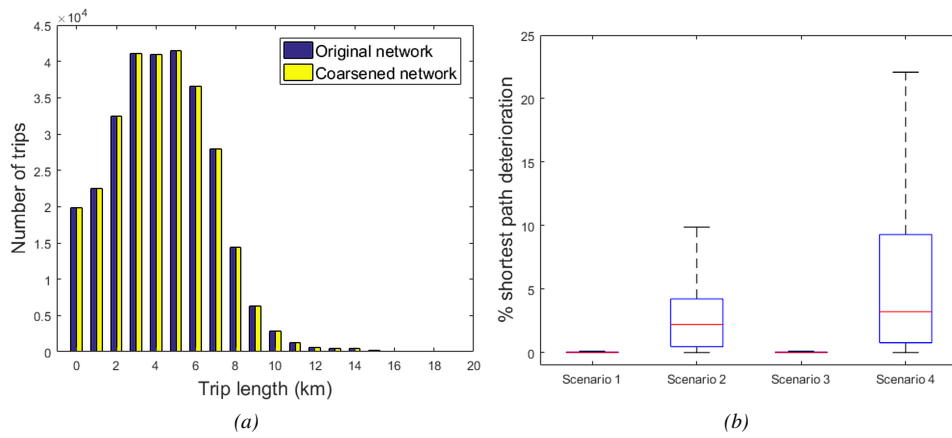 ×10⁴
4.5
4
3.5
3
2.5
2
1.5
1
0.5
0
Number of trips
Original network
Coarsened network
0 2 4 6 8 10 12 14 16 18 20
Trip length (km)
(a)
25
20
15
10
5
0
% shortest path deterioration
Scenario 1 Scenario 2 Scenario 3 Scenario 4
(b)